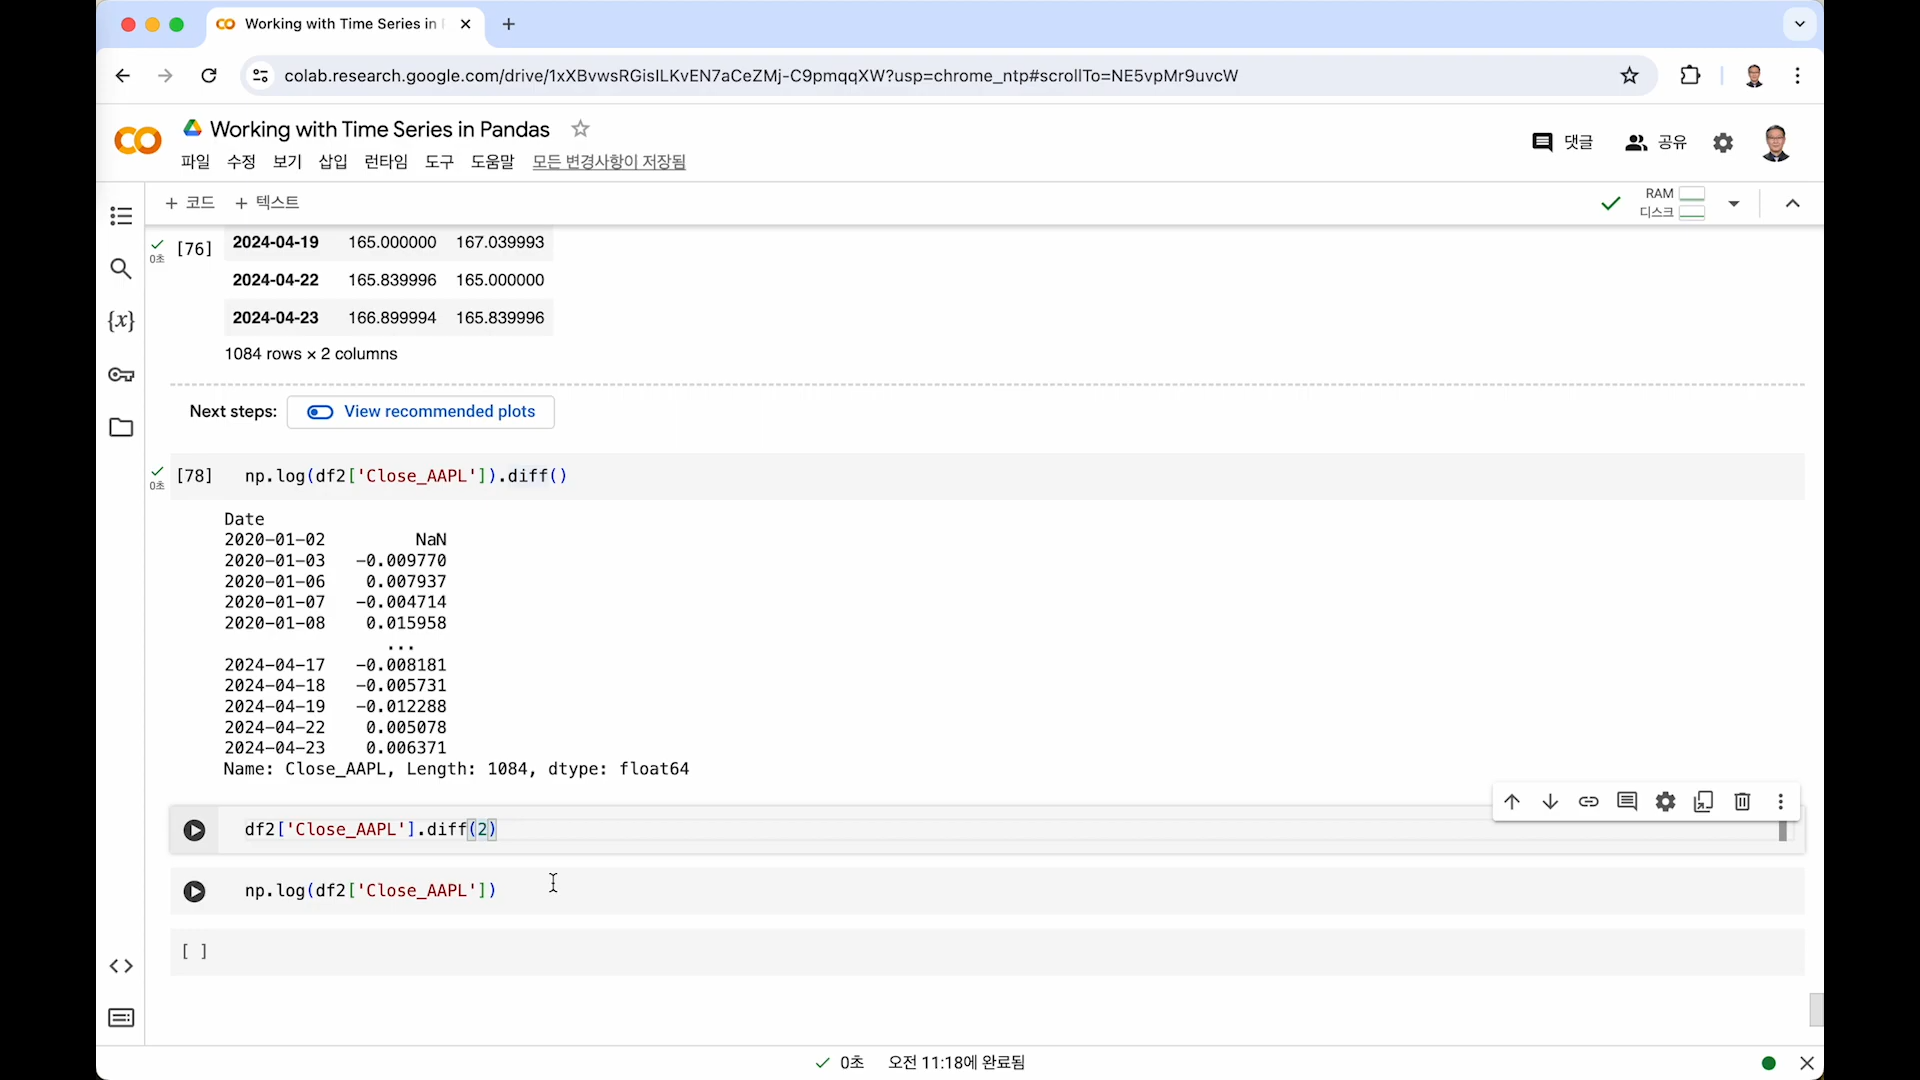 Working with Time Series in
colab.research.google.com/drive/1xXBvwsRGisILKvEN7aCeZMj-C9pmqqXW?usp=chrome_ntp#scrollTo=NE5vpMr9uvcW
CO
Working with Time Series in Pandas
댓글
공유
파일 수정 보기 삽입 런타임 도구 도움말 모든 변경사항이 저장됨
+ 코드 + 텍스트
RAM
디스크
{x}
0초
[76]
2024-04-19 165.000000 167.039993
2024-04-22 165.839996 165.000000
2024-04-23 166.899994 165.839996
1084 rows × 2 columns
Next steps: View recommended plots
0초
[78] np.log(df2['Close_AAPL']).diff()
Date
2020-01-02 NaN
2020-01-03 -0.009770
2020-01-06 0.007937
2020-01-07 -0.004714
2020-01-08 0.015958
...
2024-04-17 -0.008181
2024-04-18 -0.005731
2024-04-19 -0.012288
2024-04-22 0.005078
2024-04-23 0.006371
Name: Close_AAPL, Length: 1084, dtype: float64
df2['Close_AAPL'].diff(2)
np.log(df2['Close_AAPL'])
[ ]
0초 오전 11:18에 완료됨